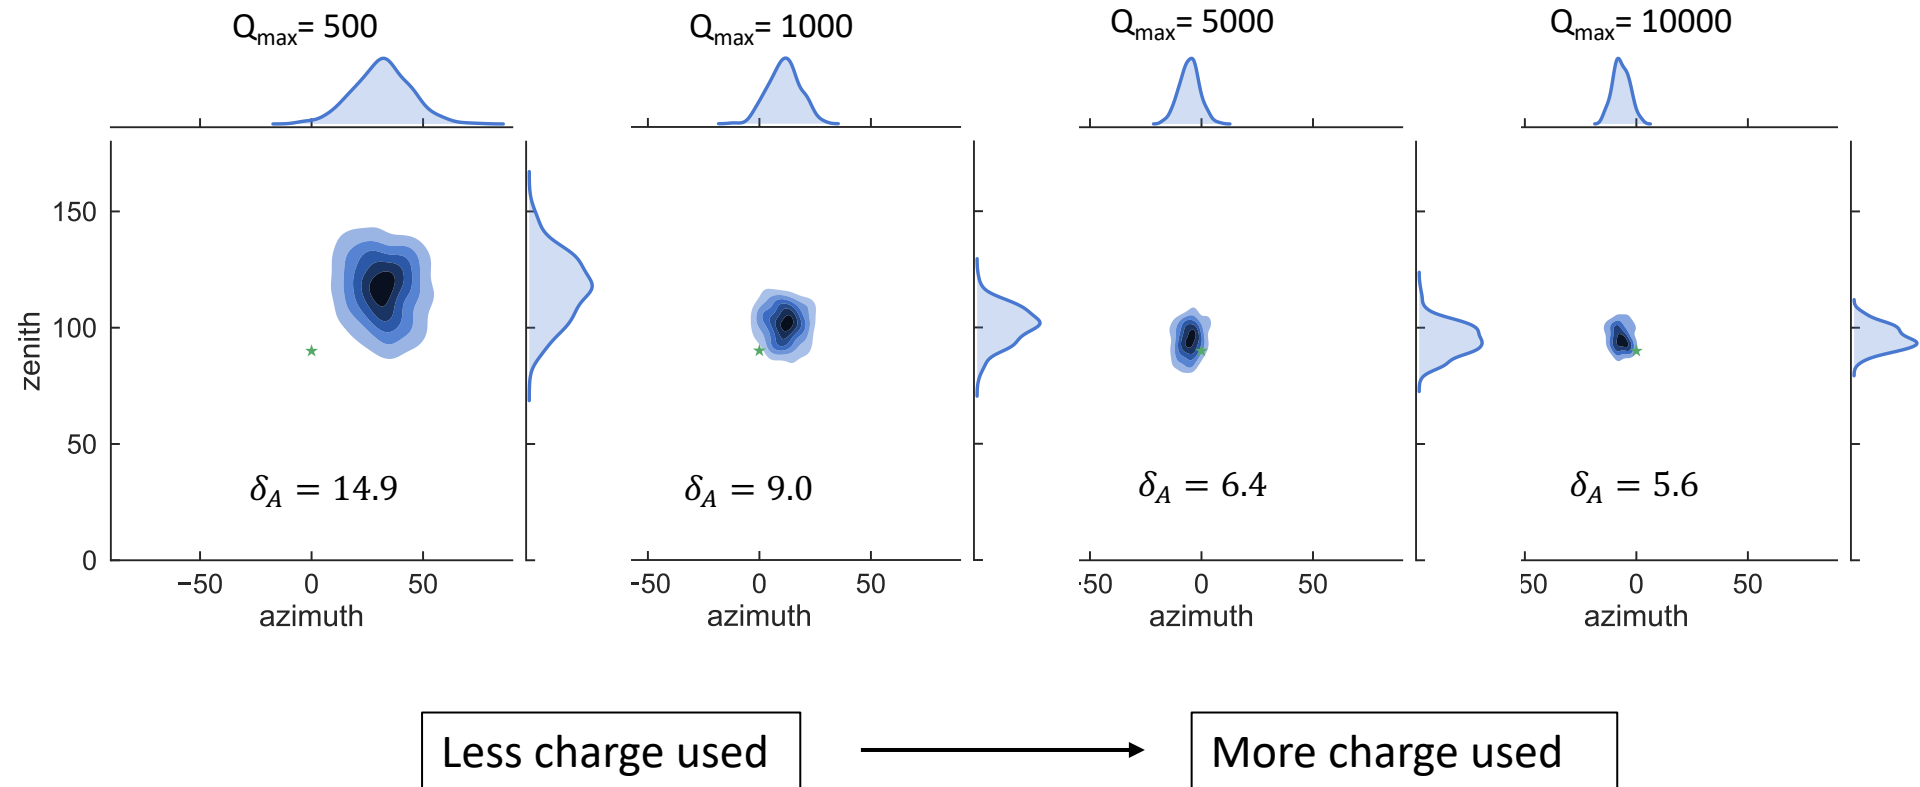 Qmax= 500
Qmax= 1000
Qmax= 5000
Qmax= 10000
150
100
50
0
zenith
δA = 14.9
δA = 9.0
δA = 6.4
δA = 5.6
−50 0 50
-50 0 50
50 0 50
50 0 50
azimuth
azimuth
azimuth
azimuth
Less charge used
More charge used